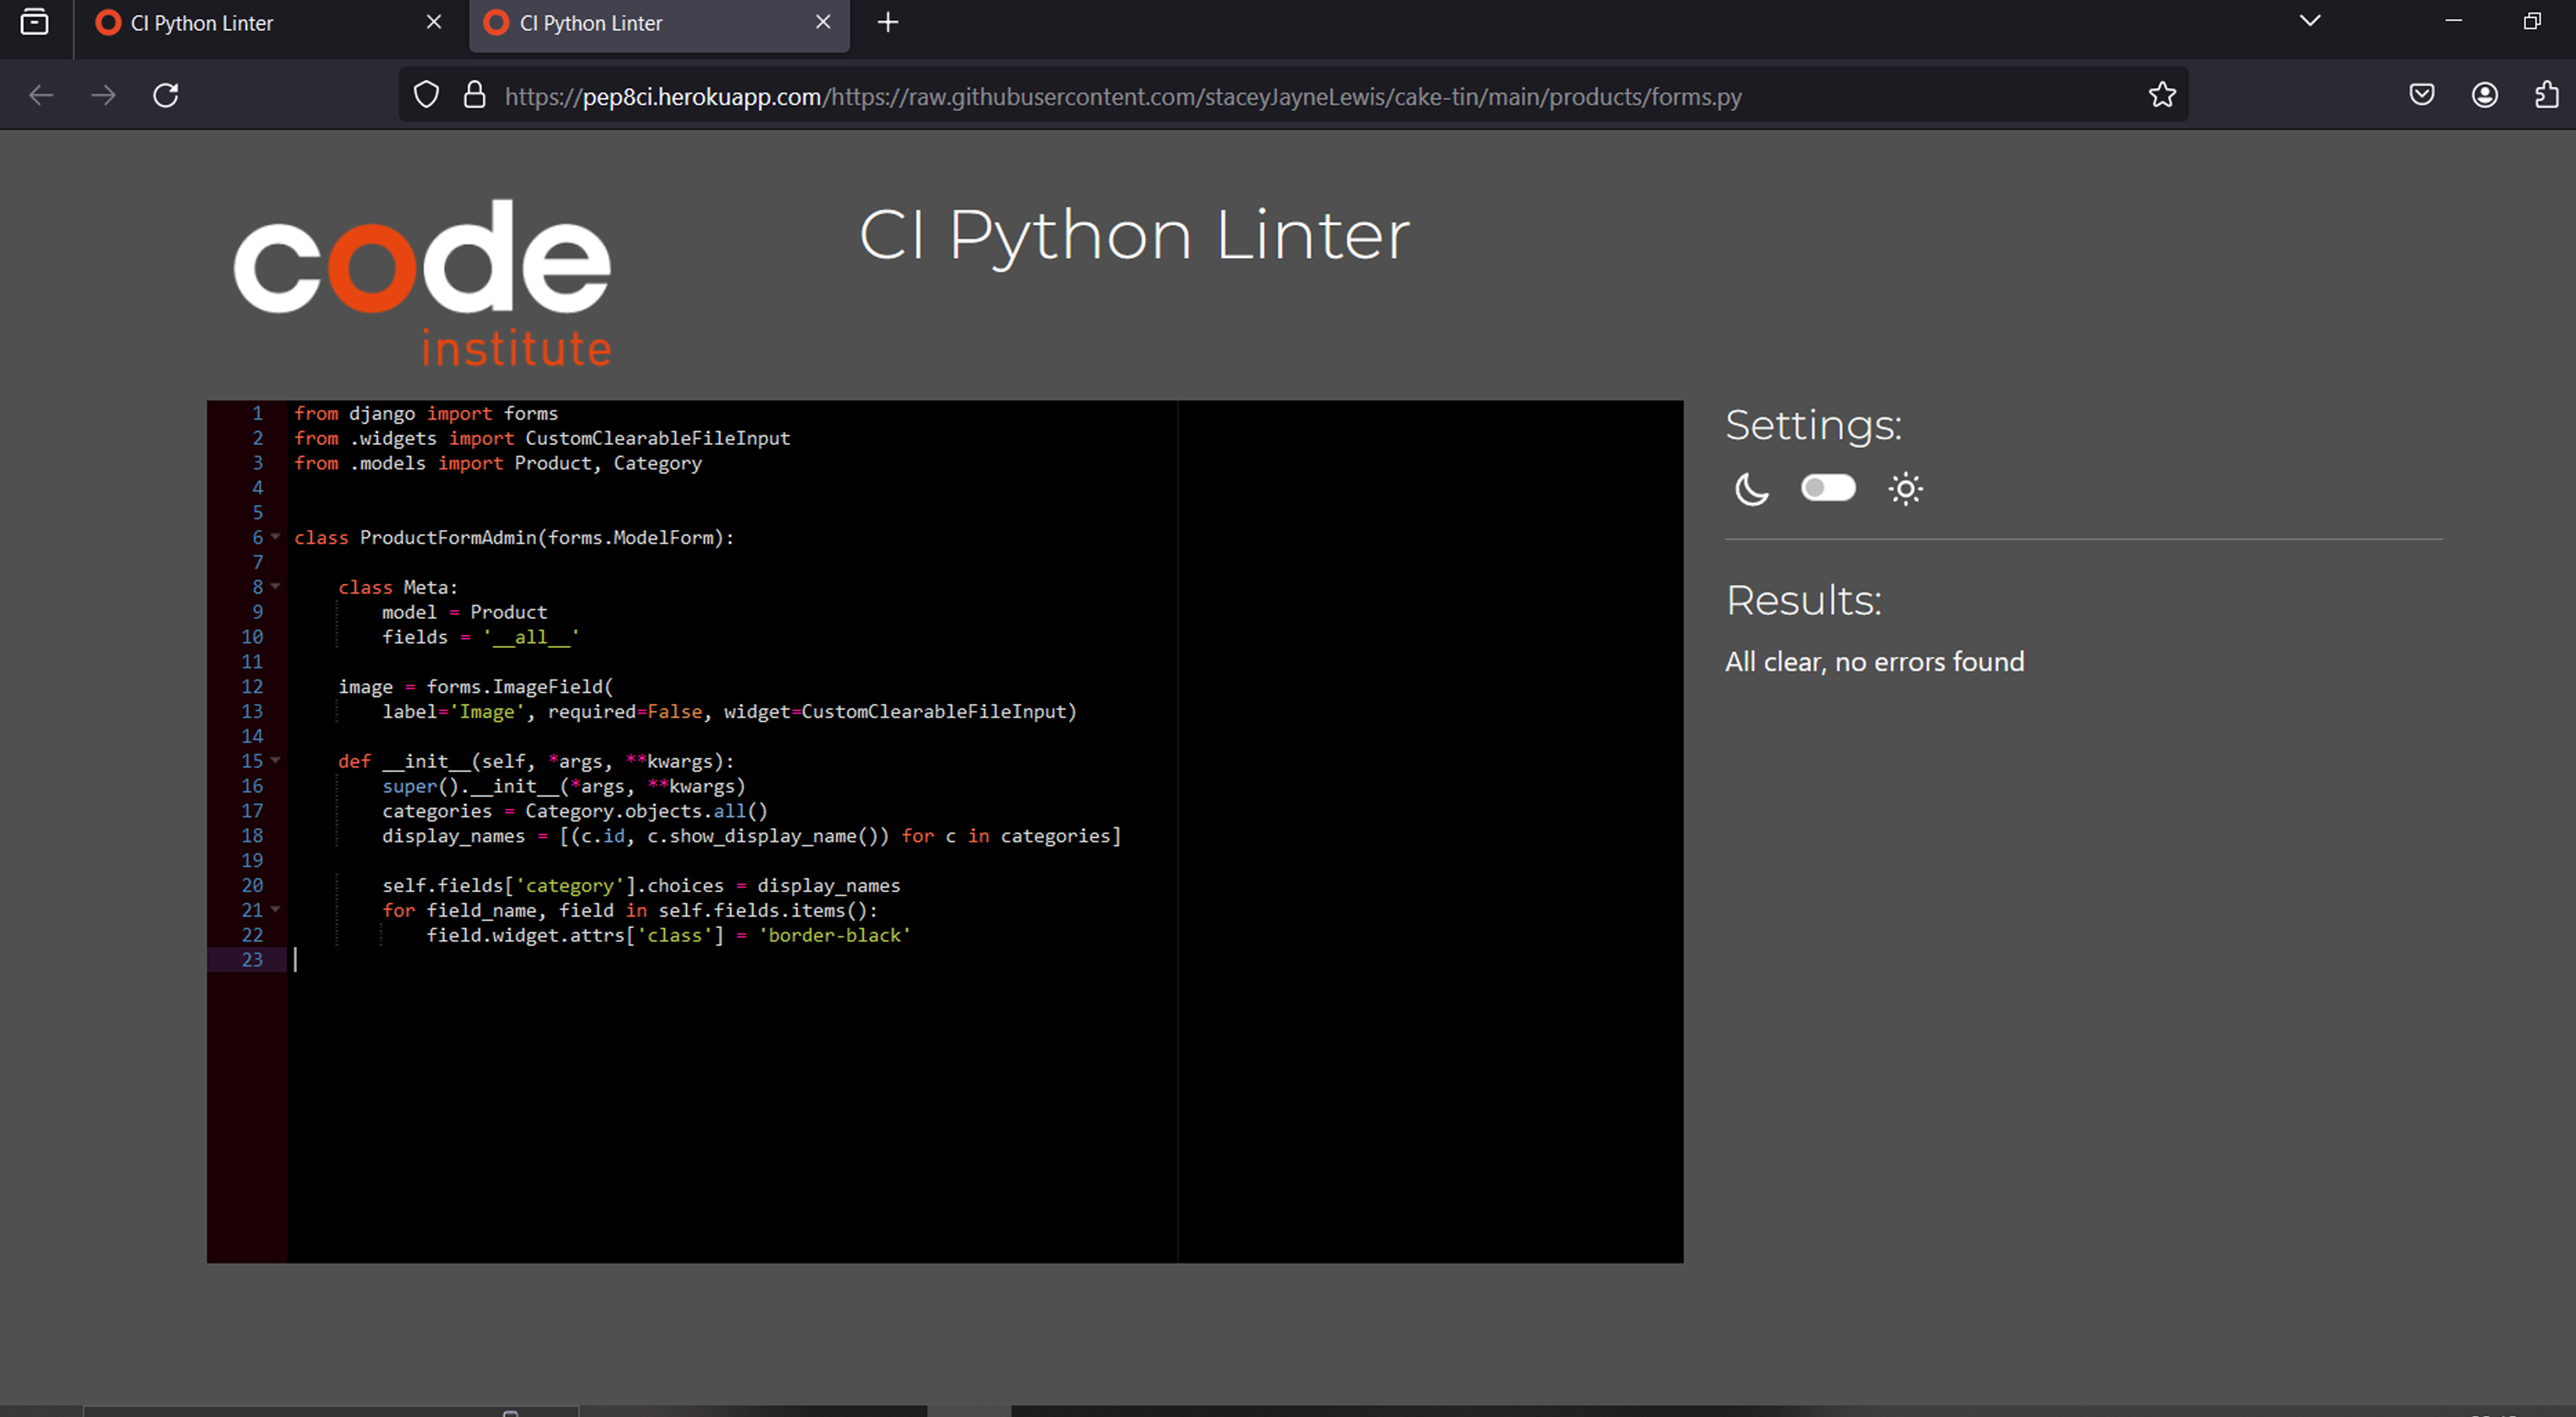 CI Python Linter
CI Python Linter
https://pep8ci.herokuapp.com/https://raw.githubusercontent.com/staceyJayneLewis/cake-tin/main/products/forms.py
code
institute
CI Python Linter
1 from django import forms
2 from .widgets import CustomClearableFileInput
3 from .models import Product, Category
4
5
6 class ProductFormAdmin(forms.ModelForm):
7
8     class Meta:
9         model = Product
10         fields = '__all__'
11
12     image = forms.ImageField(
13         label='Image', required=False, widget=CustomClearableFileInput)
14
15     def __init__(self, *args, **kwargs):
16         super().__init__(*args, **kwargs)
17         categories = Category.objects.all()
18         display_names = [(c.id, c.show_display_name()) for c in categories]
19
20         self.fields['category'].choices = display_names
21         for field_name, field in self.fields.items():
22             field.widget.attrs['class'] = 'border-black'
23
Settings:
Results:
All clear, no errors found